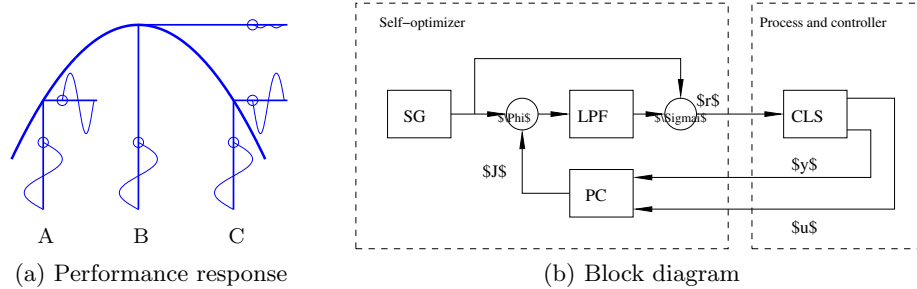 A B C
(a) Performance response
Self-optimizer
Process and controller
SG
$\Phi$
LPF
$\Sigma$
$r$
CLS
$J$
PC
$y$
$u$
(b) Block diagram